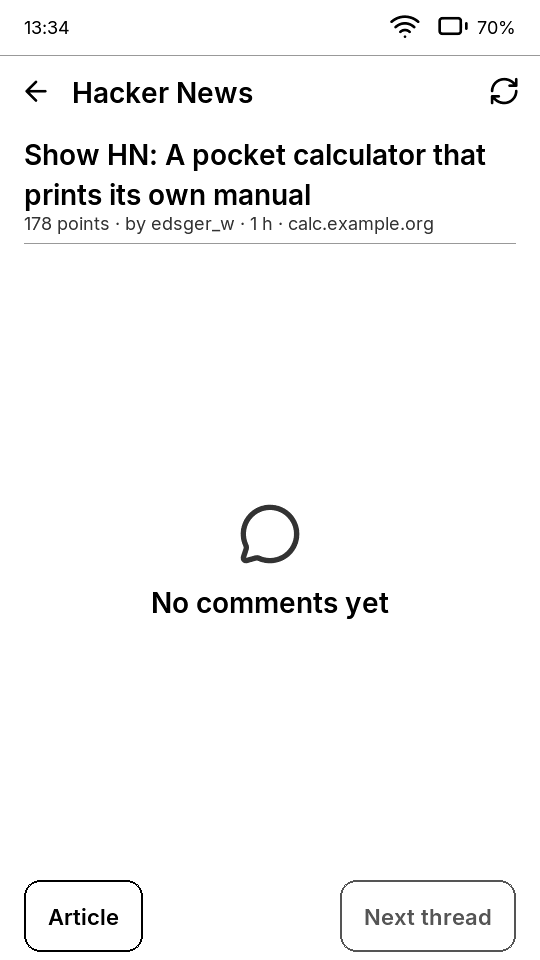 13:34
70%
Hacker News
Show HN: A pocket calculator that
prints its own manual
178 points · by edsger_w · 1 h · calc.example.org
No comments yet
Article
Next thread